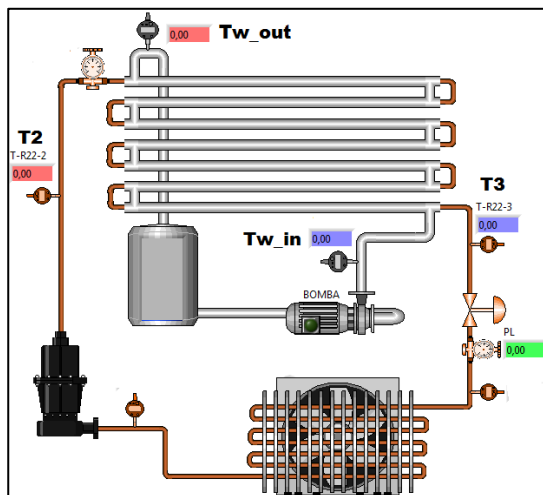 0,00 Tw_out
T2
T-R22-2
0,00
T3
T-R22-3
0,00
Tw_in 0,00
BOMBA
PL
0,00